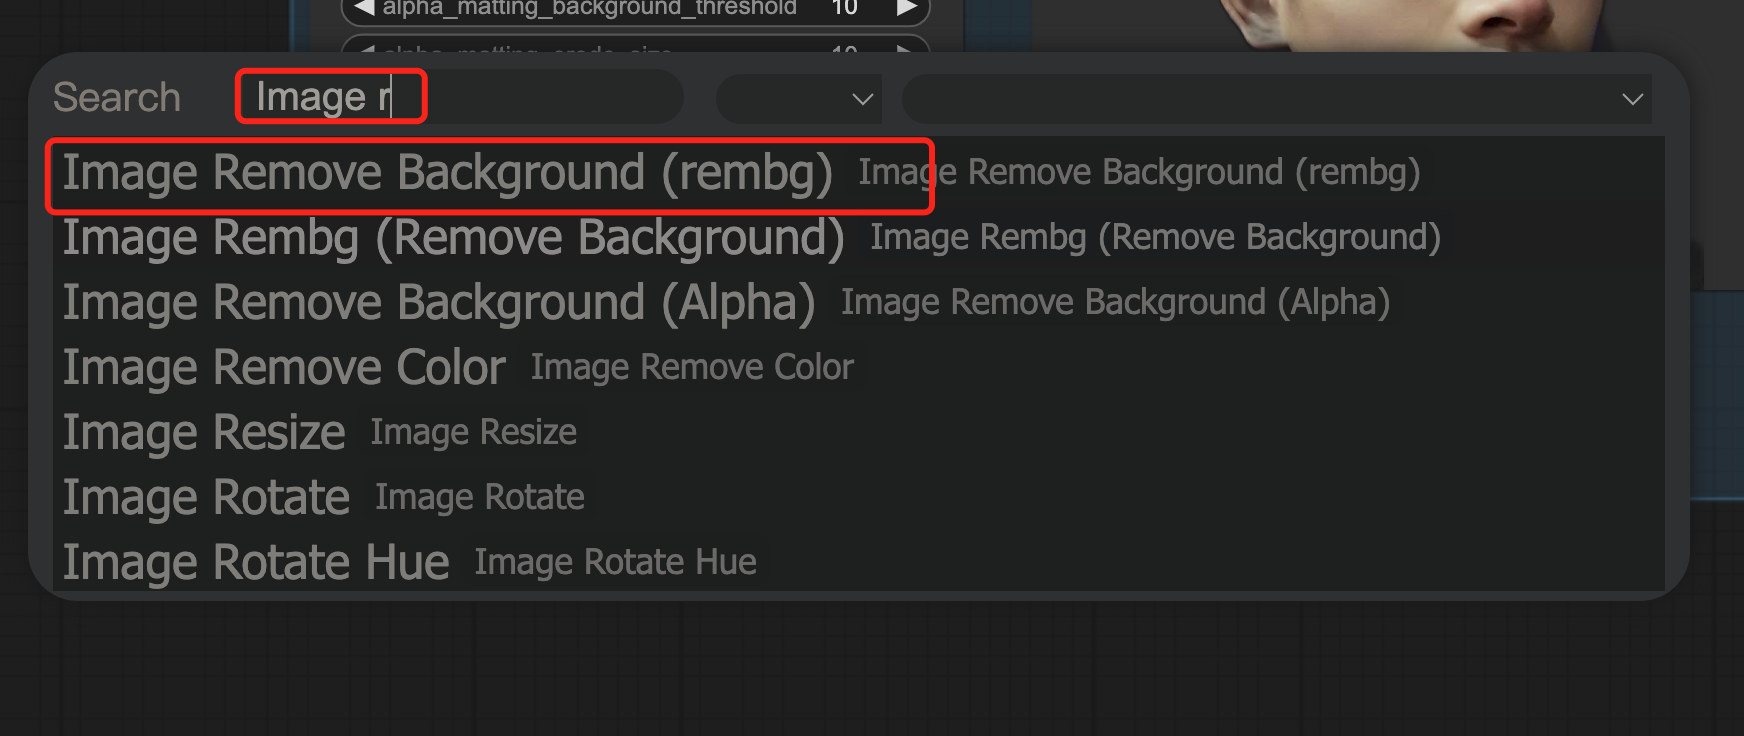 alpha_matting_background_threshold 10
alpha_matting_erode_size 10
Search Image r
Image Remove Background (rembg) Image Remove Background (rembg)
Image Rembg (Remove Background) Image Rembg (Remove Background)
Image Remove Background (Alpha) Image Remove Background (Alpha)
Image Remove Color Image Remove Color
Image Resize Image Resize
Image Rotate Image Rotate
Image Rotate Hue Image Rotate Hue